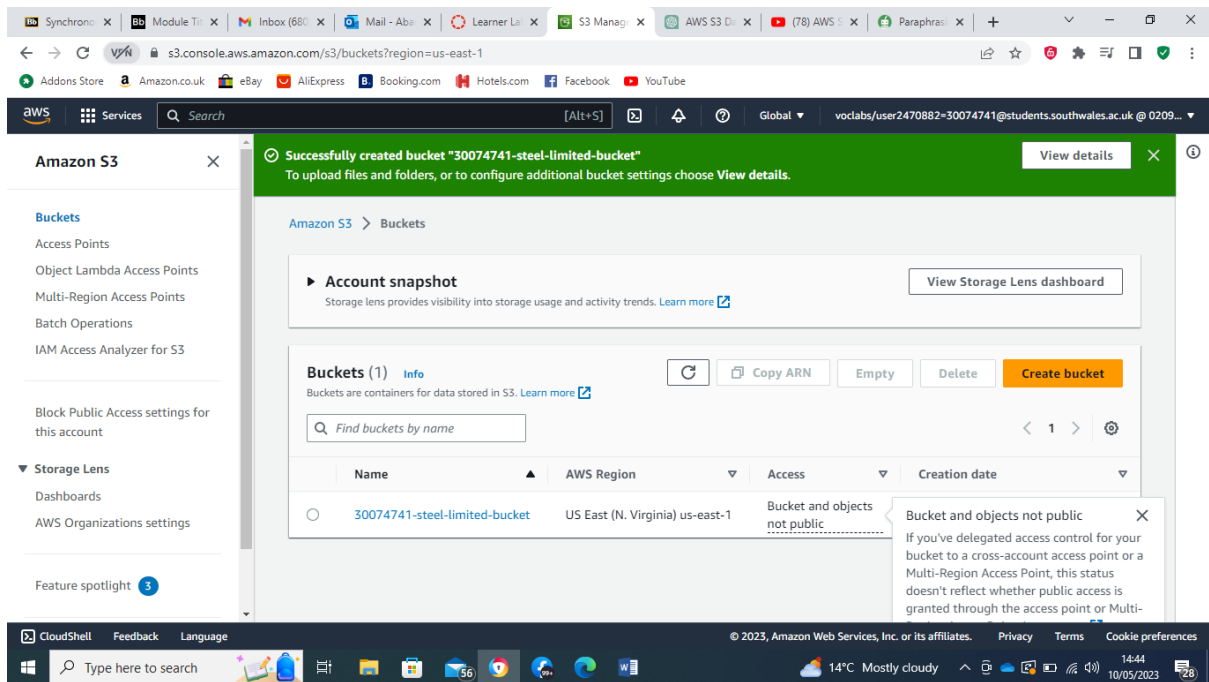 Synchrono
Module Tit
Inbox (680
Mail - Aba
Learner La
S3 Manage
AWS S3 Da
(78) AWS S
Paraphrasi
VPN s3.console.aws.amazon.com/s3/buckets?region=us-east-1
Addons Store Amazon.co.uk eBay AliExpress Booking.com Hotels.com Facebook YouTube
aws Services Search [Alt+S] Global voclabs/user2470882=30074741@students.southwales.ac.uk @ 0209...
Amazon S3
Buckets
Access Points
Object Lambda Access Points
Multi-Region Access Points
Batch Operations
IAM Access Analyzer for S3
Block Public Access settings for
this account
Storage Lens
Dashboards
AWS Organizations settings
Feature spotlight 3
Successfully created bucket "30074741-steel-limited-bucket"
To upload files and folders, or to configure additional bucket settings choose View details.
View details
Amazon S3 > Buckets
Account snapshot
Storage lens provides visibility into storage usage and activity trends. Learn more
View Storage Lens dashboard
Buckets (1) Info
Buckets are containers for data stored in S3. Learn more
Copy ARN Empty Delete Create bucket
Find buckets by name
1
Name AWS Region Access Creation date
30074741-steel-limited-bucket US East (N. Virginia) us-east-1 Bucket and objects
not public
Bucket and objects not public
If you've delegated access control for your
bucket to a cross-account access point or a
Multi-Region Access Point, this status
doesn't reflect whether public access is
granted through the access point or Multi-
CloudShell Feedback Language © 2023, Amazon Web Services, Inc. or its affiliates. Privacy Terms Cookie preferences
Type here to search 56 99+ 14°C Mostly cloudy 14:44
10/05/2023 28